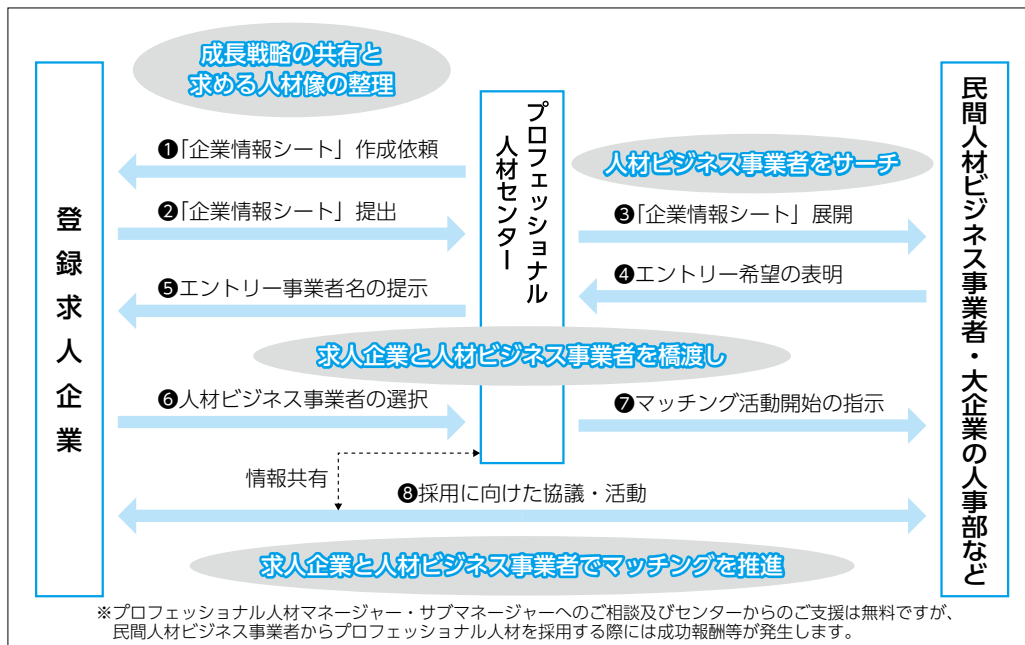 成長戦略の共有と
求める人材像の整理
登録求人企業
プロフェッショナル
人材センター
民間人材ビジネス事業者・大企業の人事部など
❶「企業情報シート」作成依頼
人材ビジネス事業者をサーチ
❷「企業情報シート」提出
❸「企業情報シート」展開
❹エントリー希望の表明
❺エントリー事業者名の提示
求人企業と人材ビジネス事業者を橋渡し
❻人材ビジネス事業者の選択
❼マッチング活動開始の指示
情報共有
❽採用に向けた協議・活動
求人企業と人材ビジネス事業者でマッチングを推進
※プロフェッショナル人材マネージャー・サブマネージャーへのご相談及びセンターからのご支援は無料ですが、
民間人材ビジネス事業者からプロフェッショナル人材を採用する際には成功報酬等が発生します。